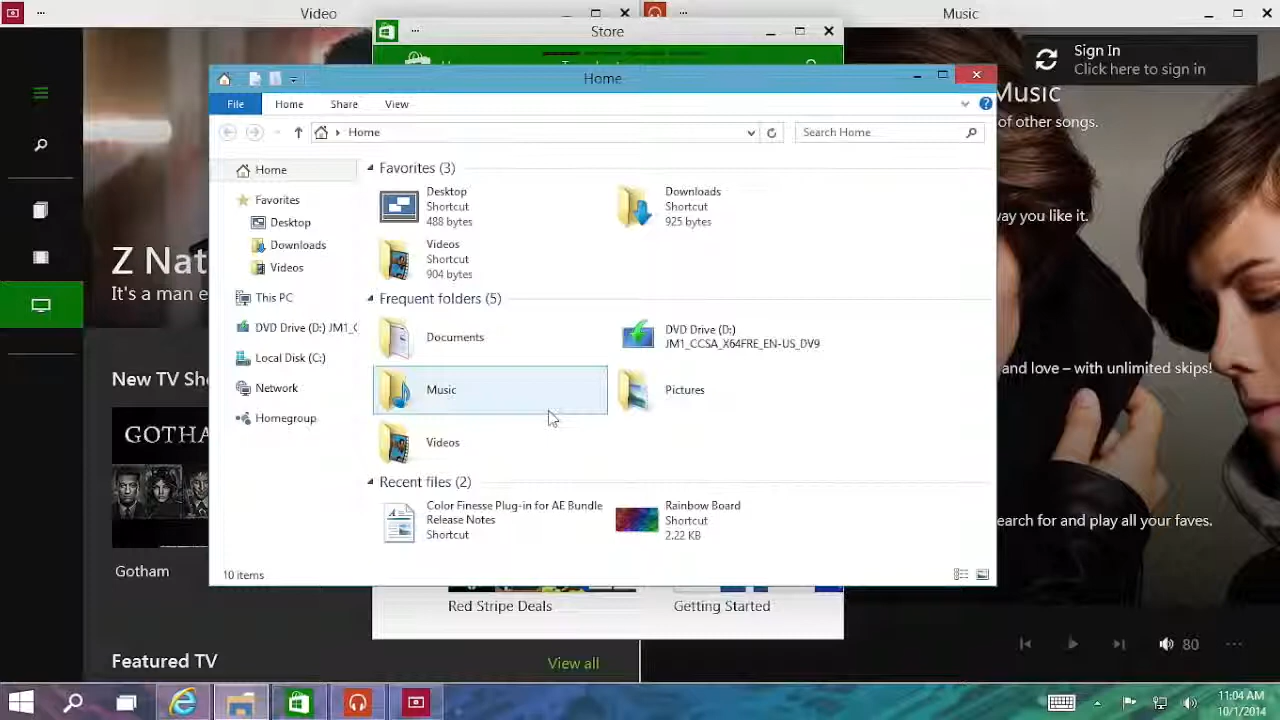 Video
Store
Music
Sign In
Click here to sign in
Home
File
Home
Share
View
Home
Search Home
Music
of other songs.
Home
Favorites
Desktop
Downloads
Videos
This PC
DVD Drive (D:) JM1_C
Local Disk (C:)
Network
Homegroup
Favorites (3)
Desktop
Shortcut
488 bytes
Downloads
Shortcut
925 bytes
Videos
Shortcut
904 bytes
Frequent folders (5)
Documents
DVD Drive (D:)
JM1_CCSA_X64FRE_EN-US_DV9
Music
Pictures
Videos
Recent files (2)
Color Finesse Plug-in for AE Bundle
Release Notes
Shortcut
Rainbow Board
Shortcut
2.22 KB
10 items
Z Nat
It's a man e
New TV Sho
GOTHA
Gotham
Featured TV
View all
Red Stripe Deals
Getting Started
way you like it.
and love – with unlimited skips!
earch for and play all your faves.
80
11:04 AM
10/1/2014